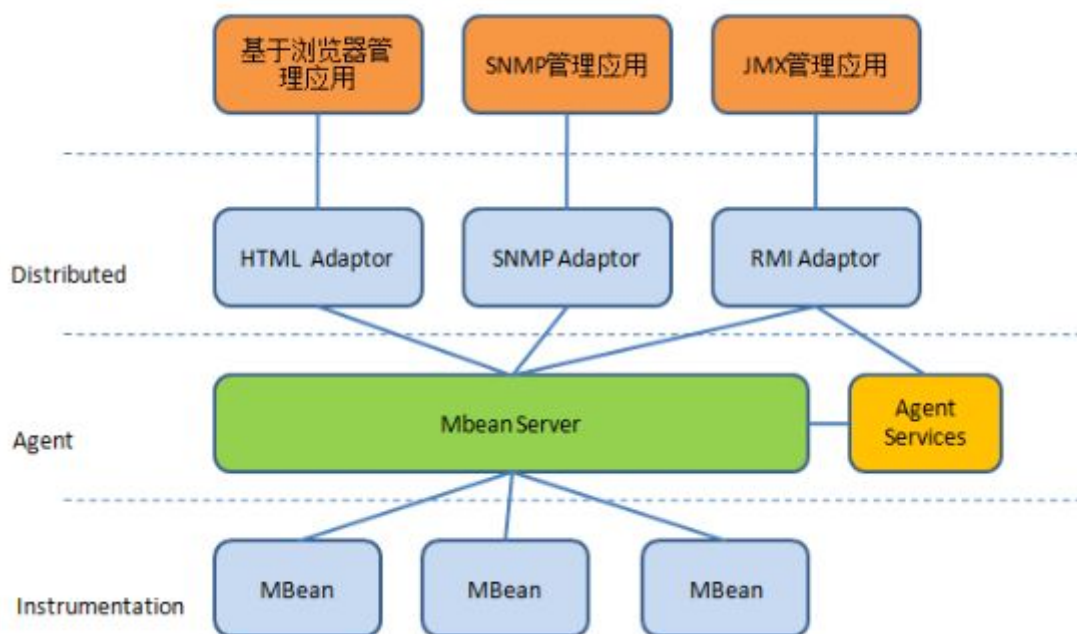 基于浏览器管
理应用
SNMP管理应用
JMX管理应用
HTML Adaptor
SNMP Adaptor
RMI Adaptor
Distributed
Mbean Server
Agent
Services
Agent
MBean
MBean
MBean
Instrumentation